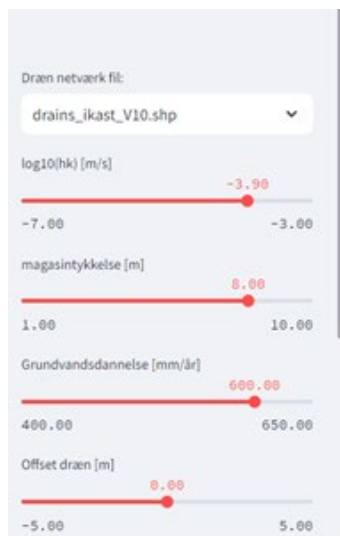 Dræn netværk fil:
drains_ikast_V10.shp
log10(hk) [m/s]
-3.90
-7.00 -3.00
magasintykkelse [m]
8.00
1.00 10.00
Grundvandsdannelse [mm/år]
600.00
400.00 650.00
Offset dræn [m]
0.00
-5.00 5.00